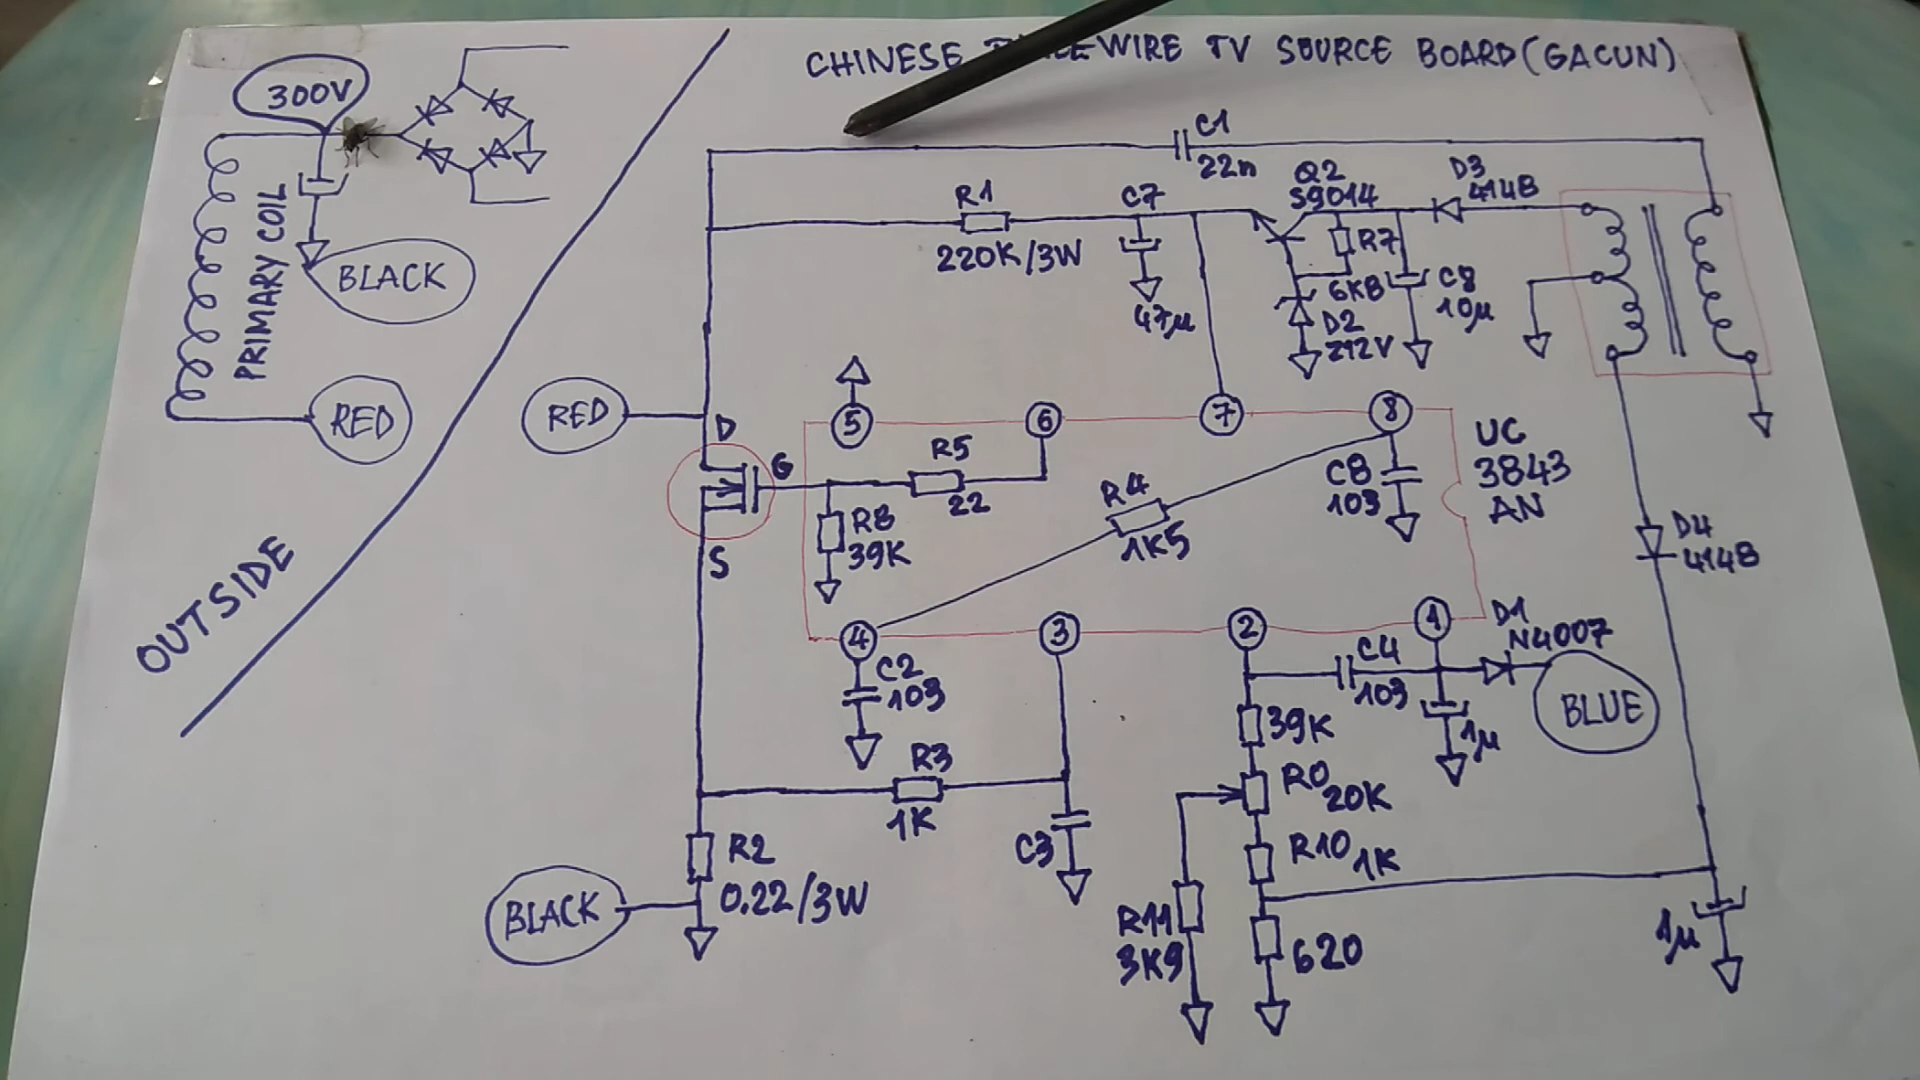 CHINESE WIRE TV SOURCE BOARD (GACUN)
300V
PRIMARY COIL
BLACK
RED
OUTSIDE
C1
22n
R1
220K/3W
C7
47µ
Q2
S9014
D3
4148
R7
6K8
D2
Z12V
C9
10µ
RED
D
G
S
5
6
7
8
R5
22
R8
39K
R4
1K5
C8
103
UC
3843
AN
D4
4148
4
3
2
1
C2
103
D1
N4007
C4
103
1µ
BLUE
39K
R0
20K
R3
1K
C3
R10
1K
R2
0.22/3W
BLACK
R11
3K9
620
1µ